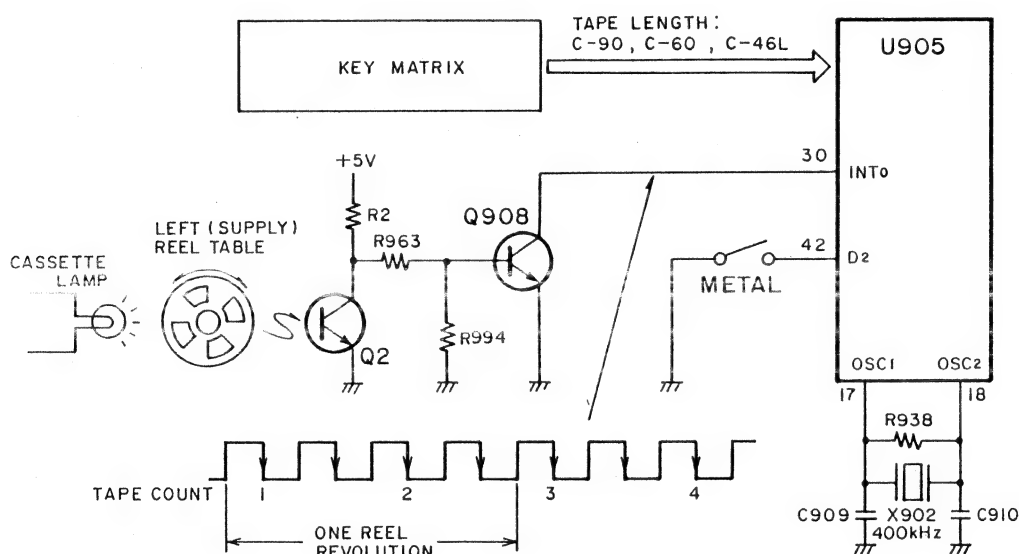 TAPE LENGTH:
C-90, C-60, C-46L
U905
KEY MATRIX
30
INT0
+5V
R2
Q908
LEFT (SUPPLY)
REEL TABLE
R963
CASSETTE
LAMP
42
D2
METAL
R994
Q2
OSC1
OSC2
17
18
R938
TAPE COUNT
1
2
3
4
C909
X902
C910
400kHz
ONE REEL
REVOLUTION